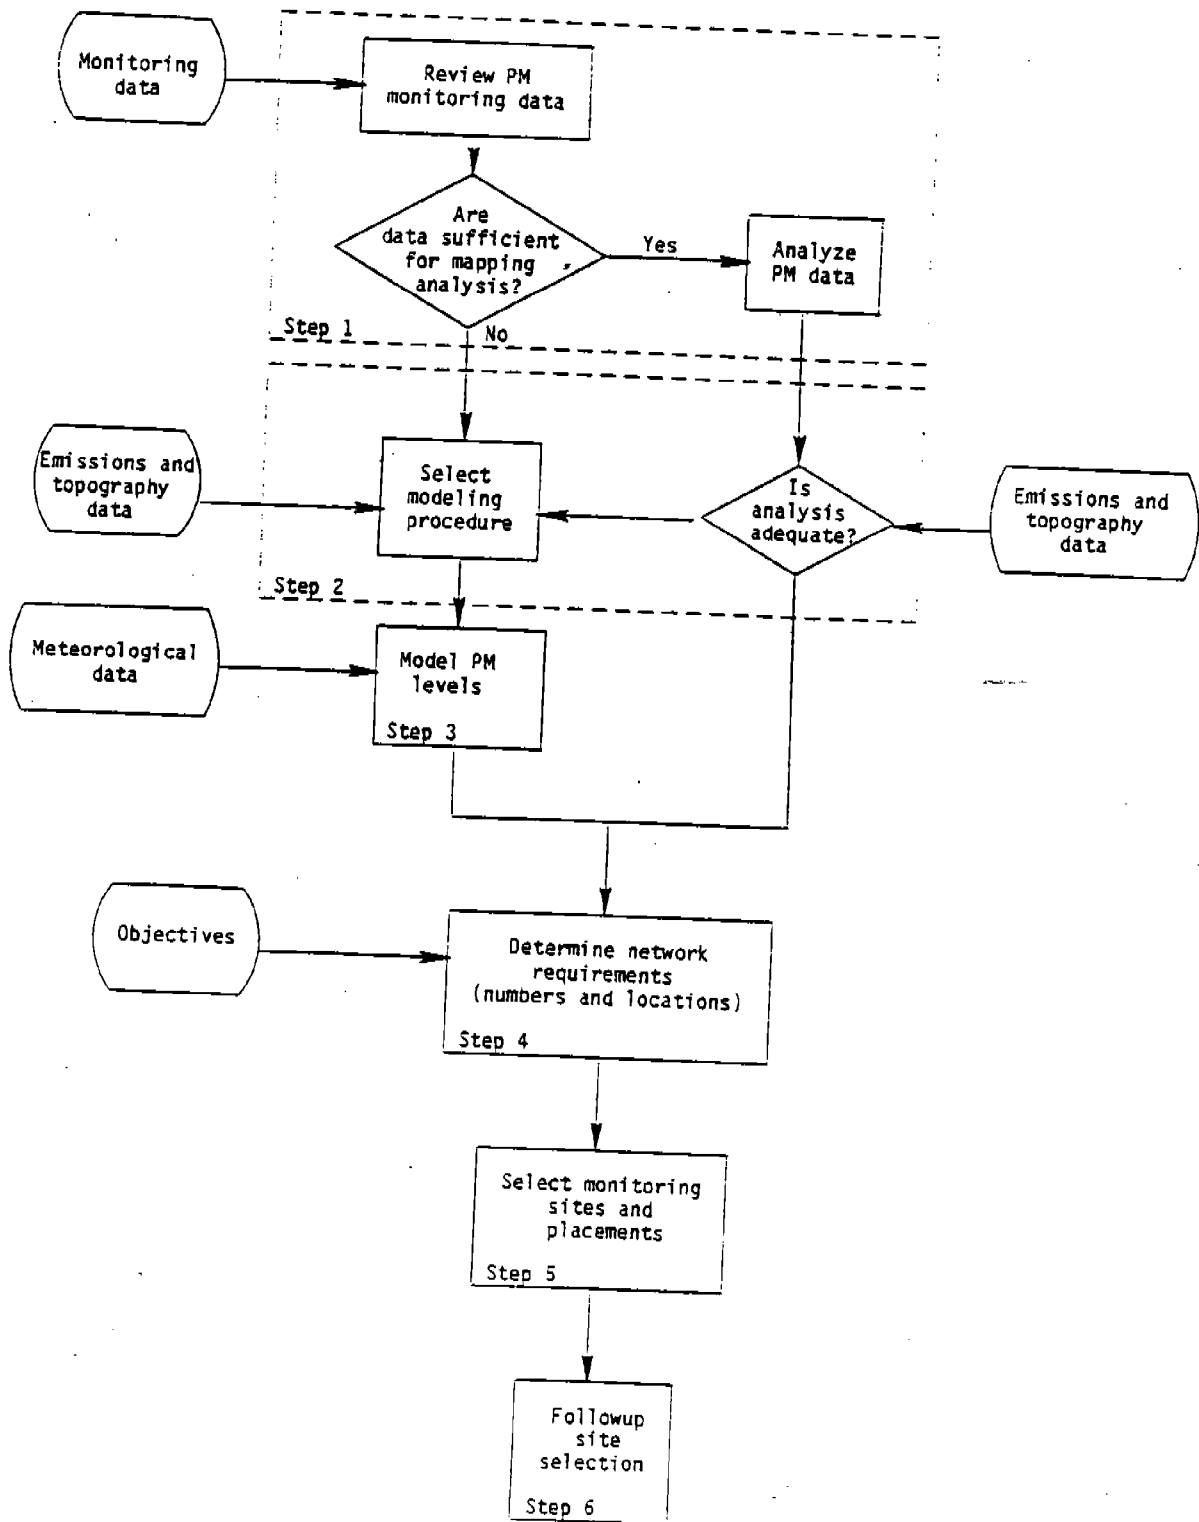 Monitoring
data
Review PM
monitoring data
Are
data sufficient
for mapping
analysis?
Yes
Analyze
PM data
Step 1
No
Emissions and
topography
data
Select
modeling
procedure
Is
analysis
adequate?
Emissions and
topography
data
Step 2
Meteorological
data
Model PM
levels
Step 3
Objectives
Determine network
requirements
(numbers and locations)
Step 4
Select monitoring
sites and
placements
Step 5
Followup
site
selection
Step 6